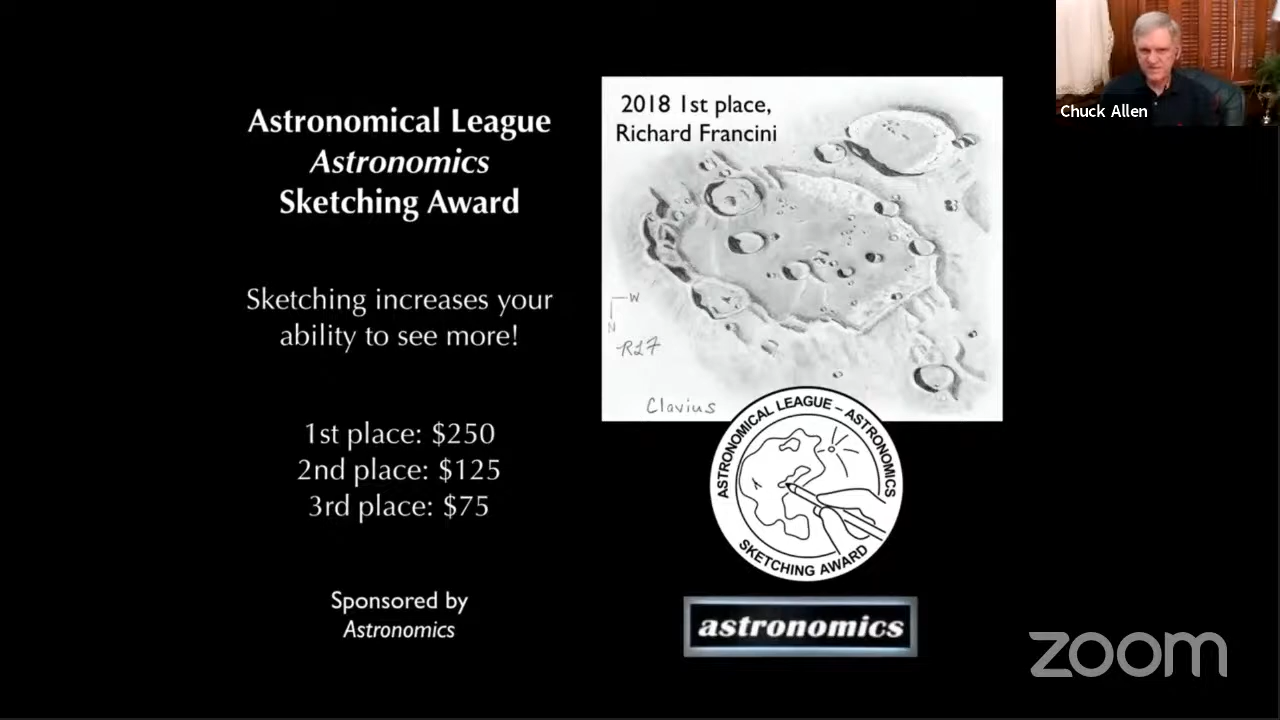 Astronomical League
Astronomics
Sketching Award
Sketching increases your
ability to see more!
1st place: $250
2nd place: $125
3rd place: $75
Sponsored by
Astronomics
2018 1st place,
Richard Francini
W
N
RLF
Clavius
ASTRONOMICAL LEAGUE – ASTRONOMICS
SKETCHING AWARD
astronomics
Chuck Allen
zoom